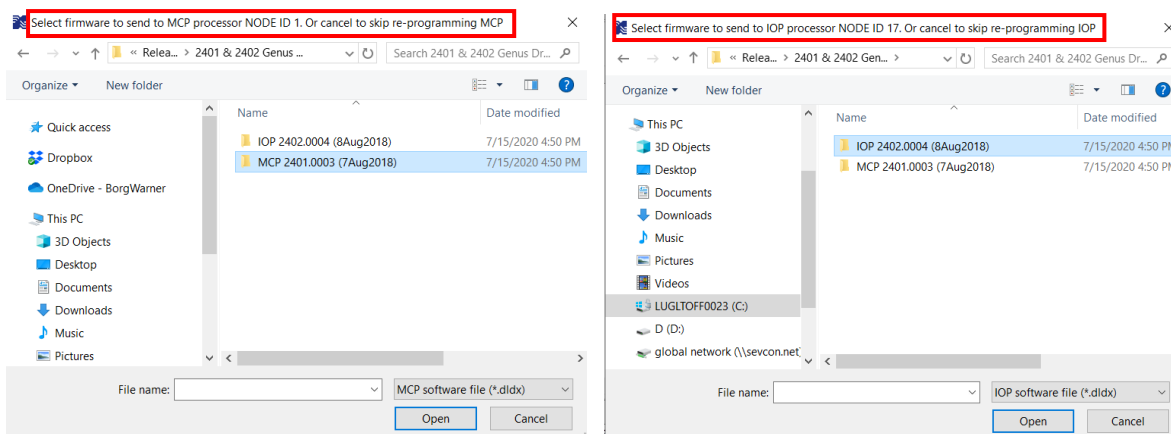 Select firmware to send to MCP processor NODE ID 1. Or cancel to skip re-programming MCP
« Relea... > 2401 & 2402 Genus ...
Search 2401 & 2402 Genus Dr...
Organize
New folder
Name
Date modified
Quick access
Dropbox
OneDrive - BorgWarner
This PC
3D Objects
Desktop
Documents
Downloads
Music
Pictures
IOP 2402.0004 (8Aug2018)
7/15/2020 4:50 PM
MCP 2401.0003 (7Aug2018)
7/15/2020 4:50 PM
File name:
MCP software file (*.dldx)
Open
Cancel
Select firmware to send to IOP processor NODE ID 17. Or cancel to skip re-programming IOP
« Relea... > 2401 & 2402 Gen... >
Search 2401 & 2402 Genus Dr...
Organize
New folder
Name
Date modified
This PC
3D Objects
Desktop
Documents
Downloads
Music
Pictures
Videos
LUGLTOFF0023 (C:)
D (D:)
global network (\\sevcon.net
IOP 2402.0004 (8Aug2018)
7/15/2020 4:50 PM
MCP 2401.0003 (7Aug2018)
7/15/2020 4:50 PM
File name:
IOP software file (*.dldx)
Open
Cancel